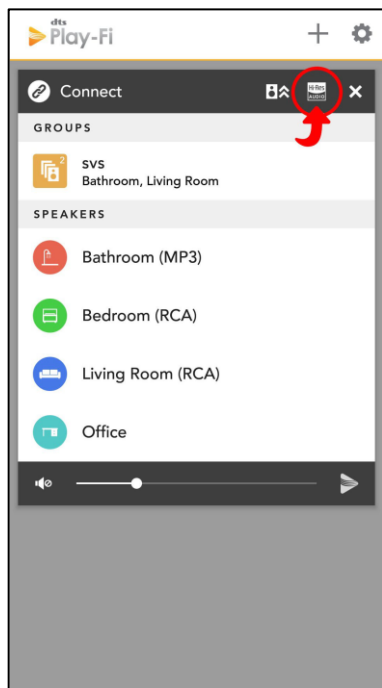 dts
Play-Fi
Connect
Hi-Res
AUDIO
GROUPS
2
svs
Bathroom, Living Room
SPEAKERS
Bathroom (MP3)
Bedroom (RCA)
Living Room (RCA)
Office